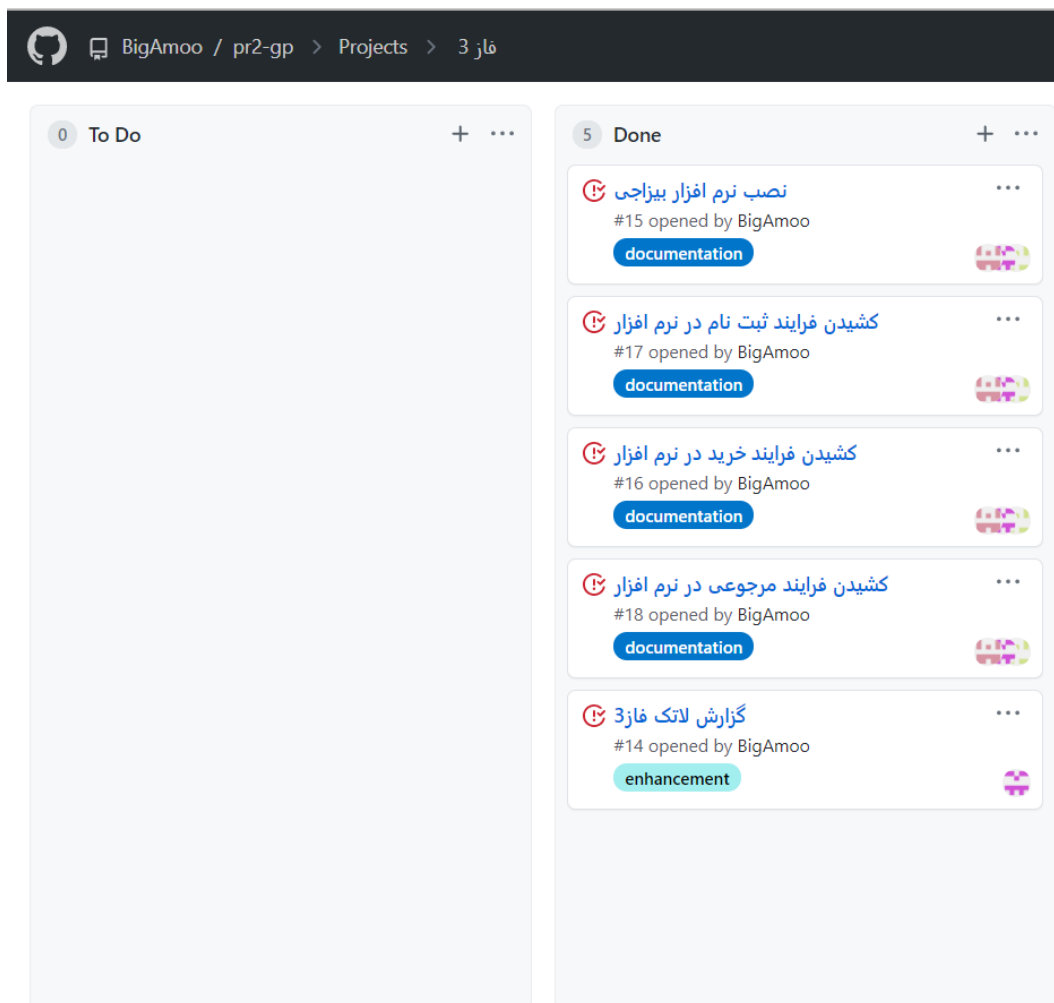 BigAmoo / pr2-gp > Projects > فاز 3
0 To Do + ...
5 Done + ...
نصب نرم افزار بیزاجی
#15 opened by BigAmoo
documentation
کشیدن فرایند ثبت نام در نرم افزار
#17 opened by BigAmoo
documentation
کشیدن فرایند خرید در نرم افزار
#16 opened by BigAmoo
documentation
کشیدن فرایند مرجوعی در نرم افزار
#18 opened by BigAmoo
documentation
گزارش لاتک فاز3
#14 opened by BigAmoo
enhancement